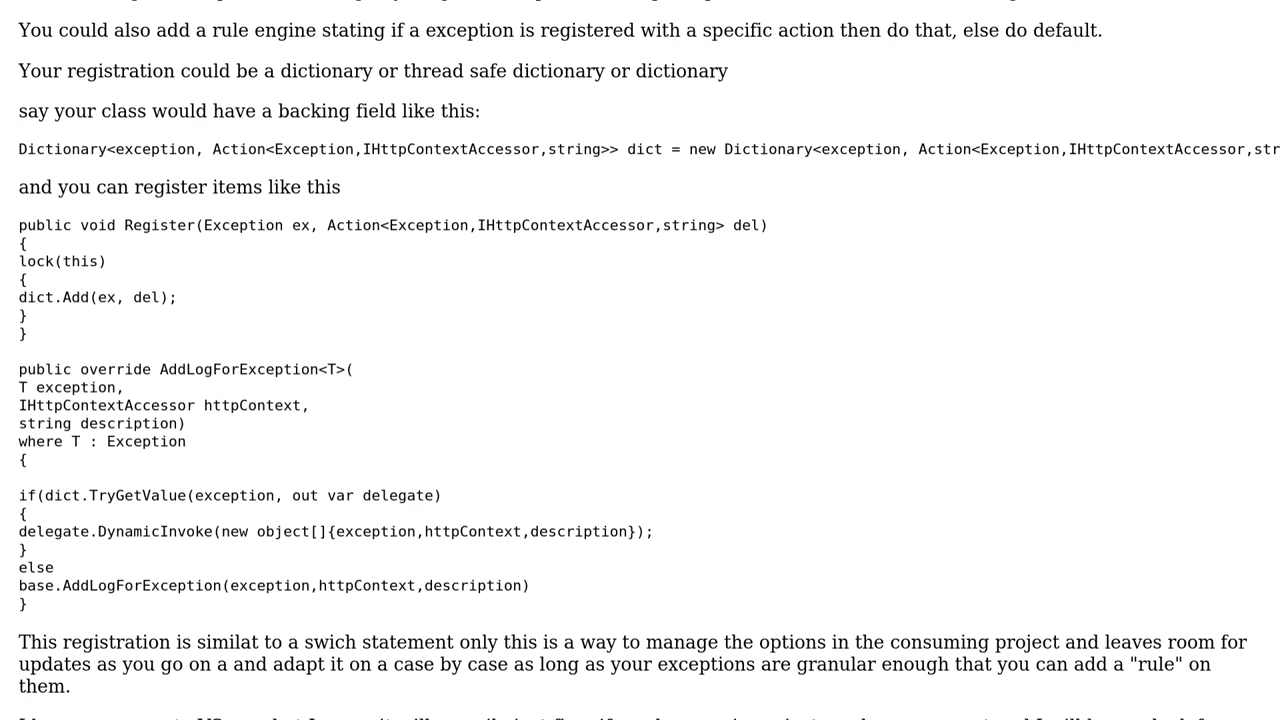 You could also add a rule engine stating if a exception is registered with a specific action then do that, else do default.
Your registration could be a dictionary or thread safe dictionary or dictionary
say your class would have a backing field like this:
Dictionary<exception, Action<Exception,IHttpContextAccessor,string>> dict = new Dictionary<exception, Action<Exception,IHttpContextAccessor,str
and you can register items like this
public void Register(Exception ex, Action<Exception,IHttpContextAccessor,string> del)
{
lock(this)
{
dict.Add(ex, del);
}
}
public override AddLogForException<T>(
T exception,
IHttpContextAccessor httpContext,
string description)
where T : Exception
{
if(dict.TryGetValue(exception, out var delegate)
{
delegate.DynamicInvoke(new object[]{exception,httpContext,description});
}
else
base.AddLogForException(exception,httpContext,description)
}
This registration is similat to a swich statement only this is a way to manage the options in the consuming project and leaves room for
updates as you go on a and adapt it on a case by case as long as your exceptions are granular enough that you can add a "rule" on
them.